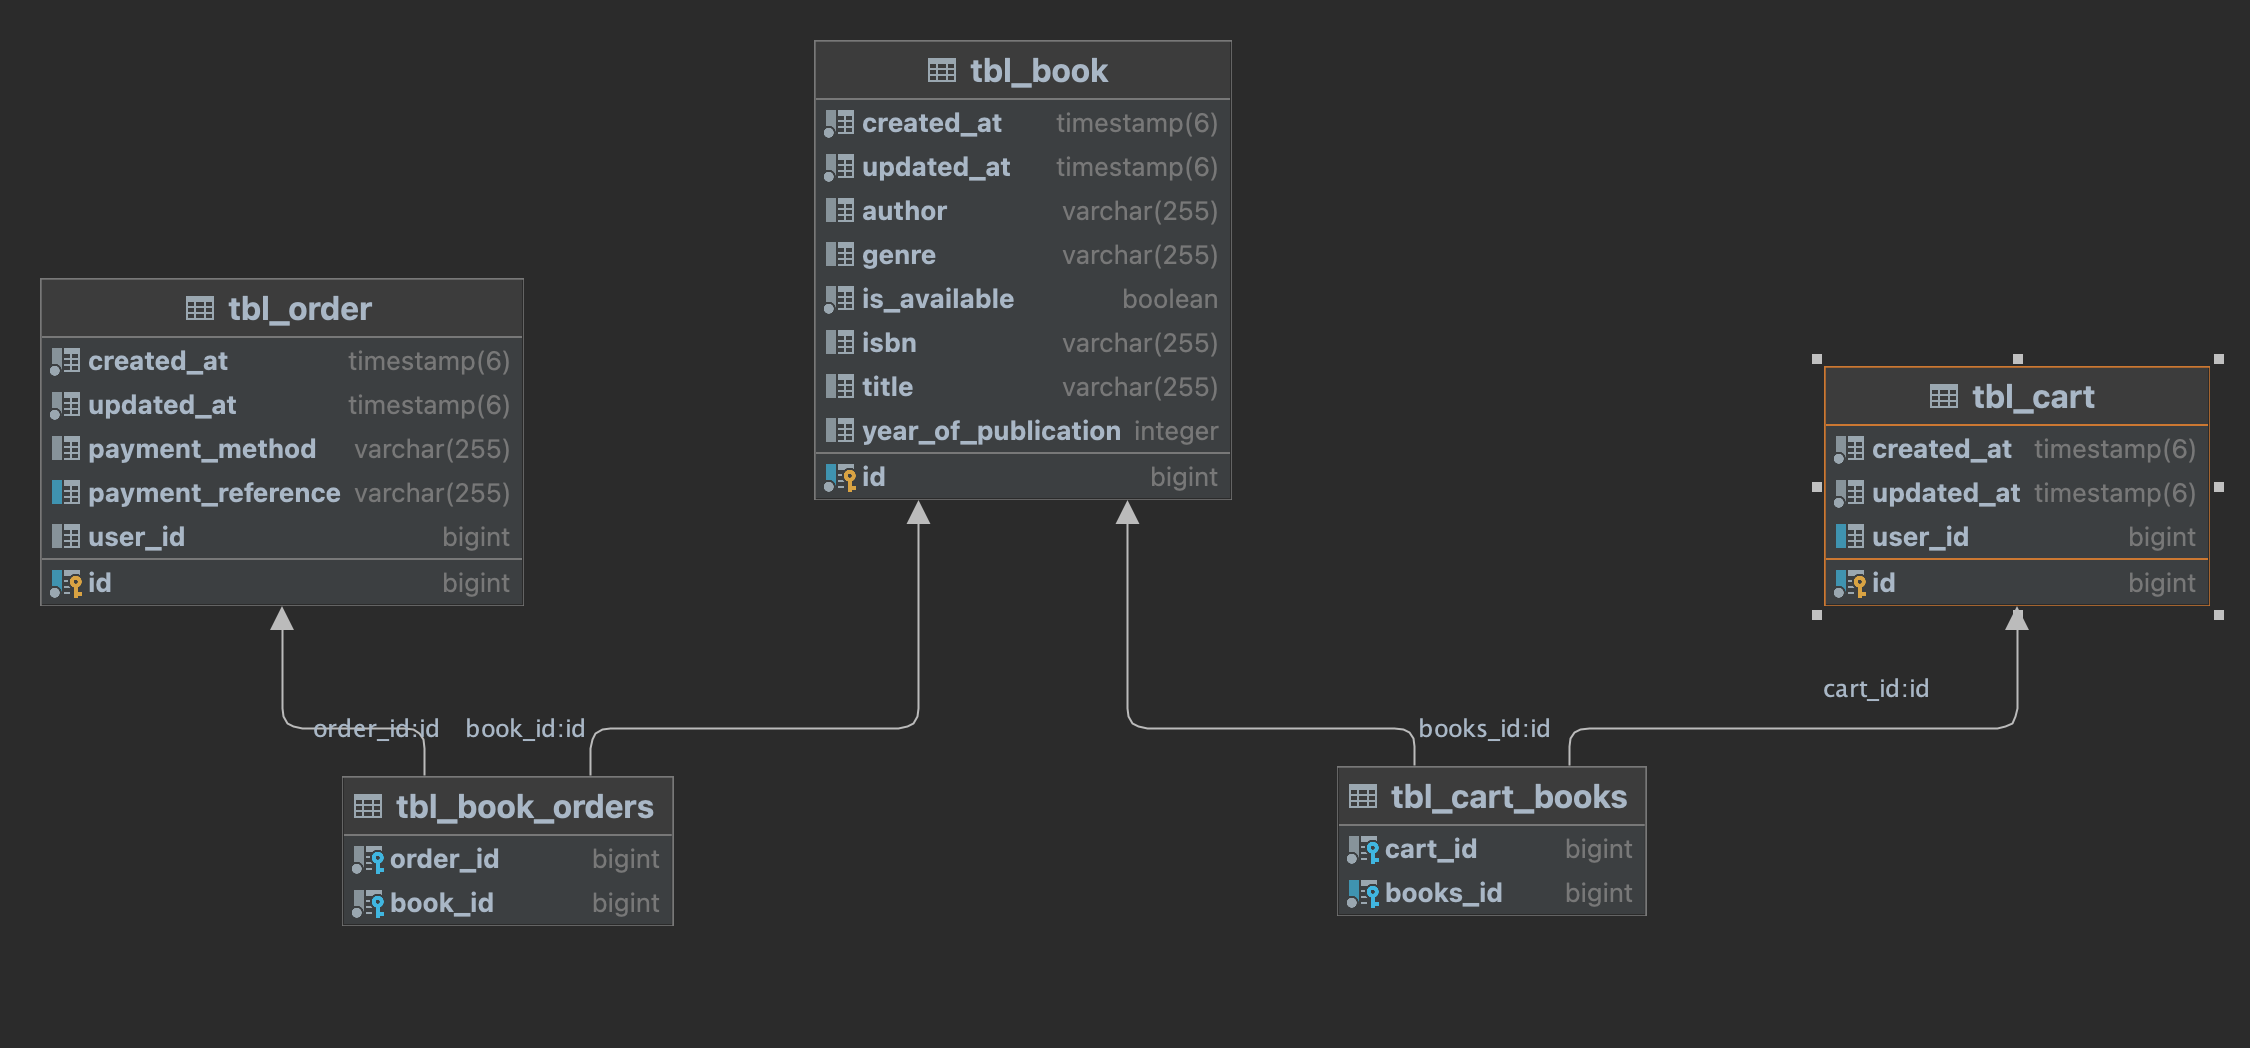 tbl_book
created_at timestamp(6)
updated_at timestamp(6)
author varchar(255)
genre varchar(255)
is_available boolean
isbn varchar(255)
title varchar(255)
year_of_publication integer
id bigint
tbl_order
created_at timestamp(6)
updated_at timestamp(6)
payment_method varchar(255)
payment_reference varchar(255)
user_id bigint
id bigint
tbl_cart
created_at timestamp(6)
updated_at timestamp(6)
user_id bigint
id bigint
order_id:id
book_id:id
books_id:id
cart_id:id
tbl_book_orders
order_id bigint
book_id bigint
tbl_cart_books
cart_id bigint
books_id bigint